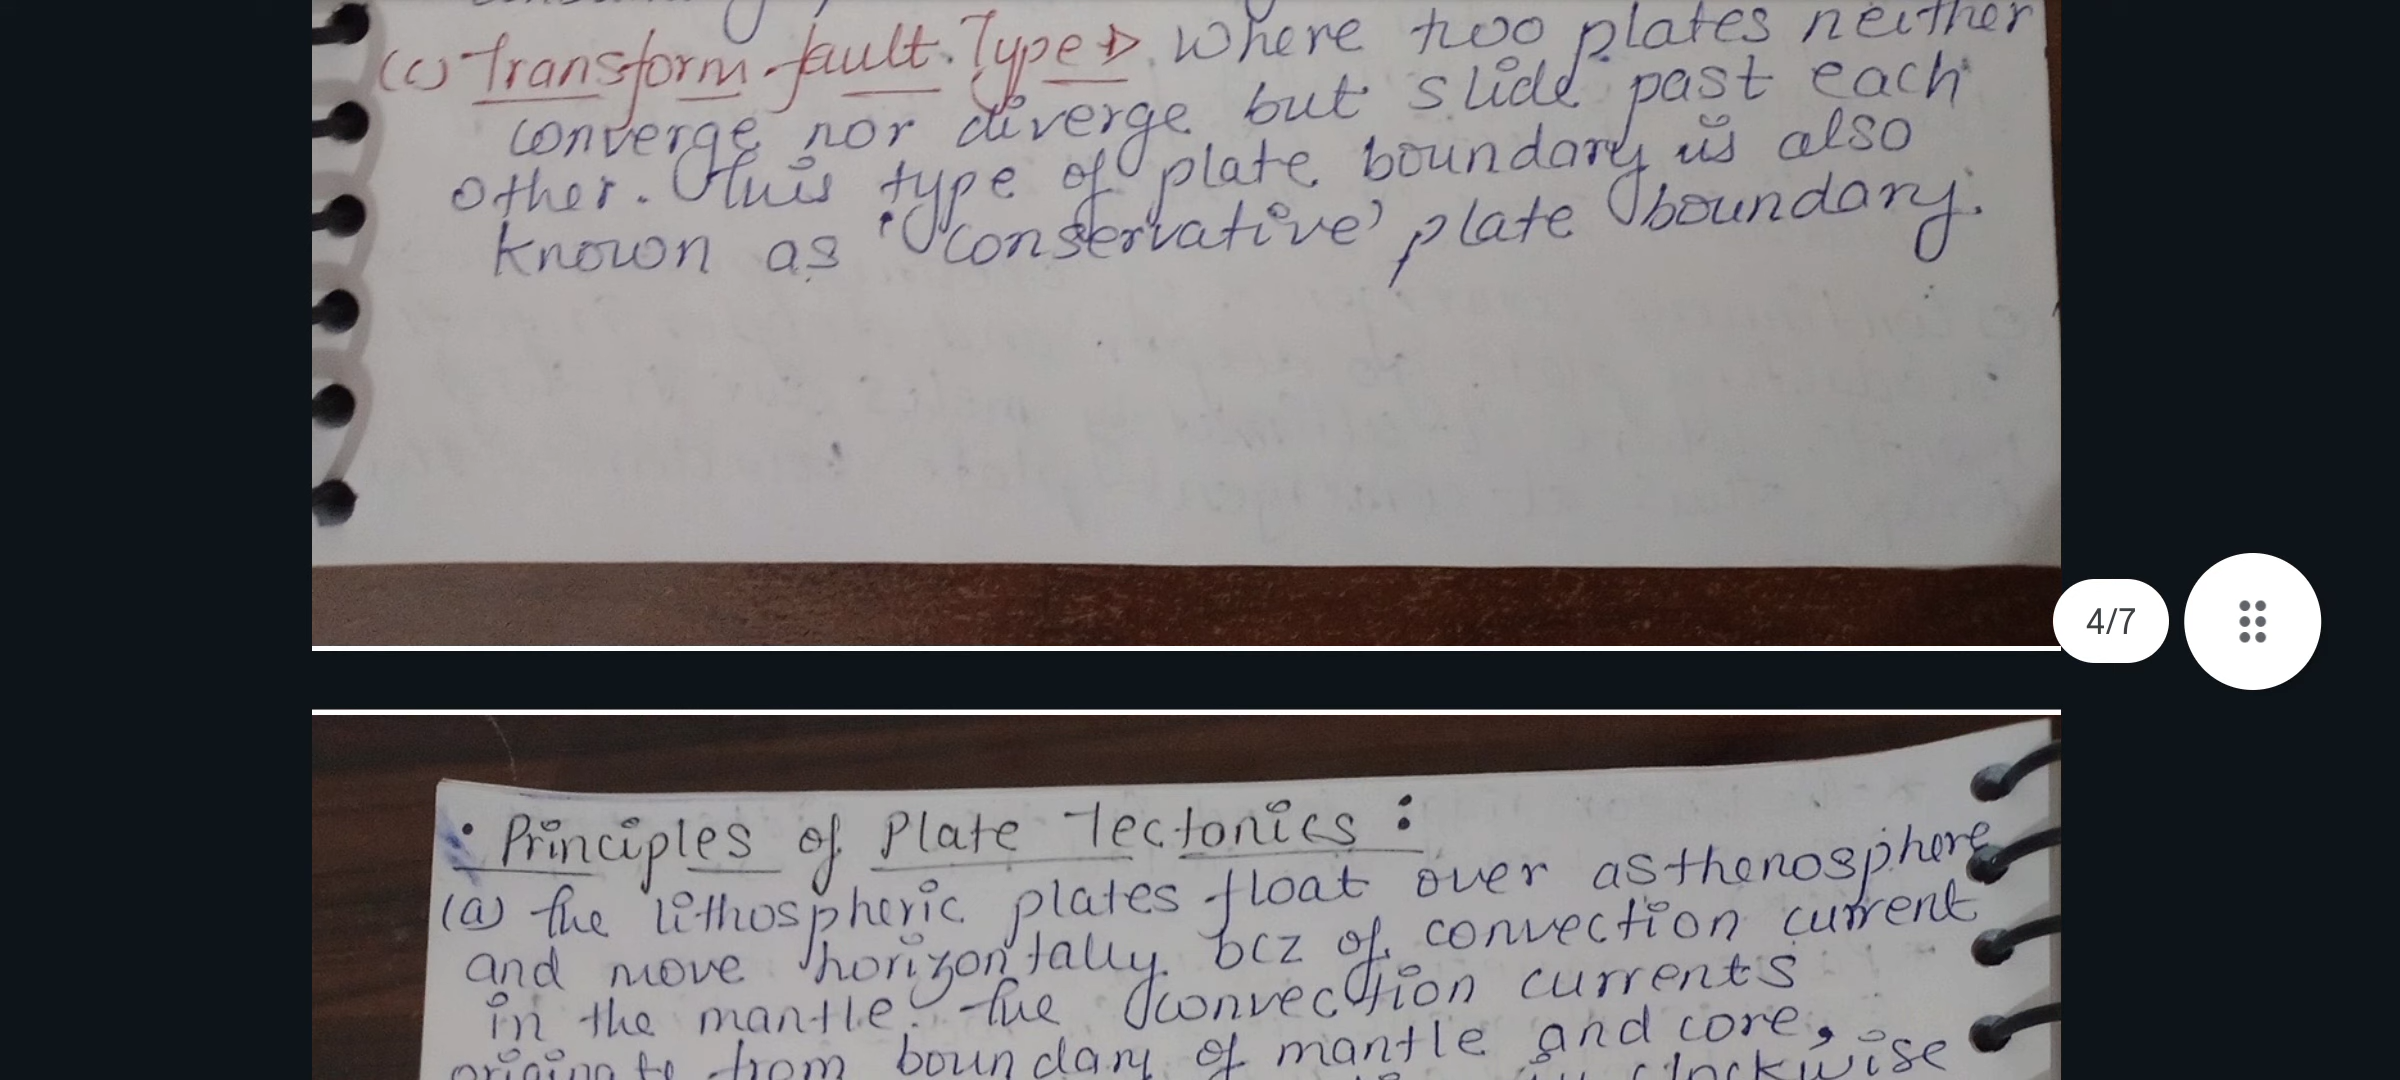 (c) Transform fault Type → where two plates neither
converge nor diverge but slide past each
other. This type of plate boundary is also
known as 'conservative' plate boundary.
4/7
• Principles of Plate Tectonics :
(a) The lithospheric plates float over asthenosphere
and move horizontally bcz of convection current
in the mantle. The convection currents
originate from boundary of mantle and core,
clockwise